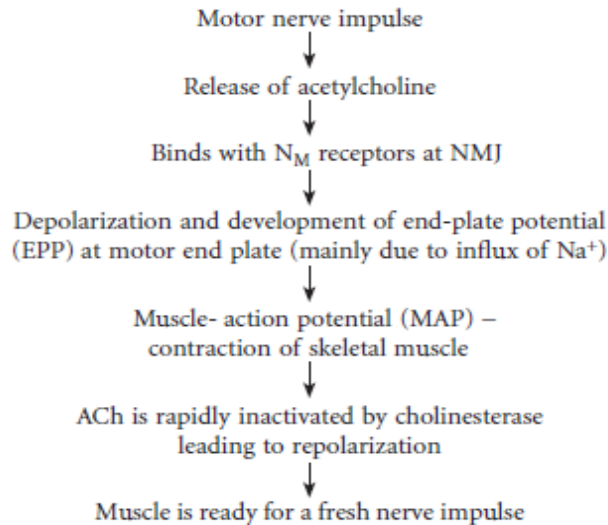 Motor nerve impulse
Release of acetylcholine
Binds with NM receptors at NMJ
Depolarization and development of end-plate potential
(EPP) at motor end plate (mainly due to influx of Na⁺)
Muscle- action potential (MAP) –
contraction of skeletal muscle
ACh is rapidly inactivated by cholinesterase
leading to repolarization
Muscle is ready for a fresh nerve impulse